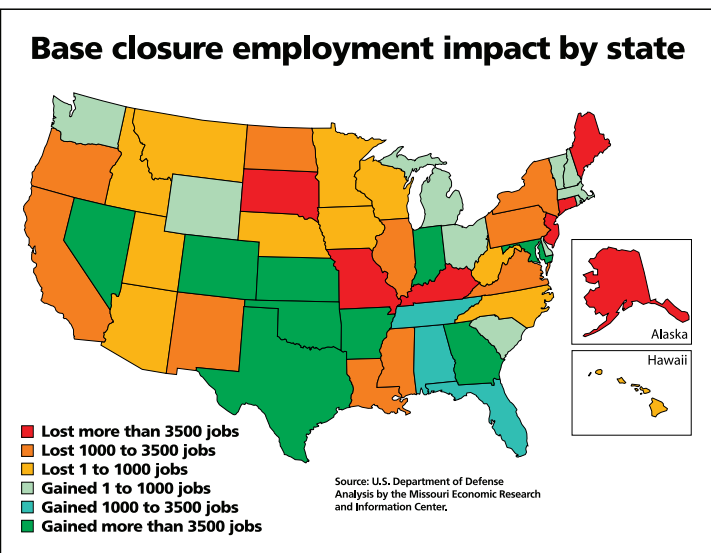 Base closure employment impact by state
Alaska
Hawaii
Lost more than 3500 jobs
Lost 1000 to 3500 jobs
Lost 1 to 1000 jobs
Gained 1 to 1000 jobs
Gained 1000 to 3500 jobs
Gained more than 3500 jobs
Source: U.S. Department of Defense
Analysis by the Missouri Economic Research
and Information Center.